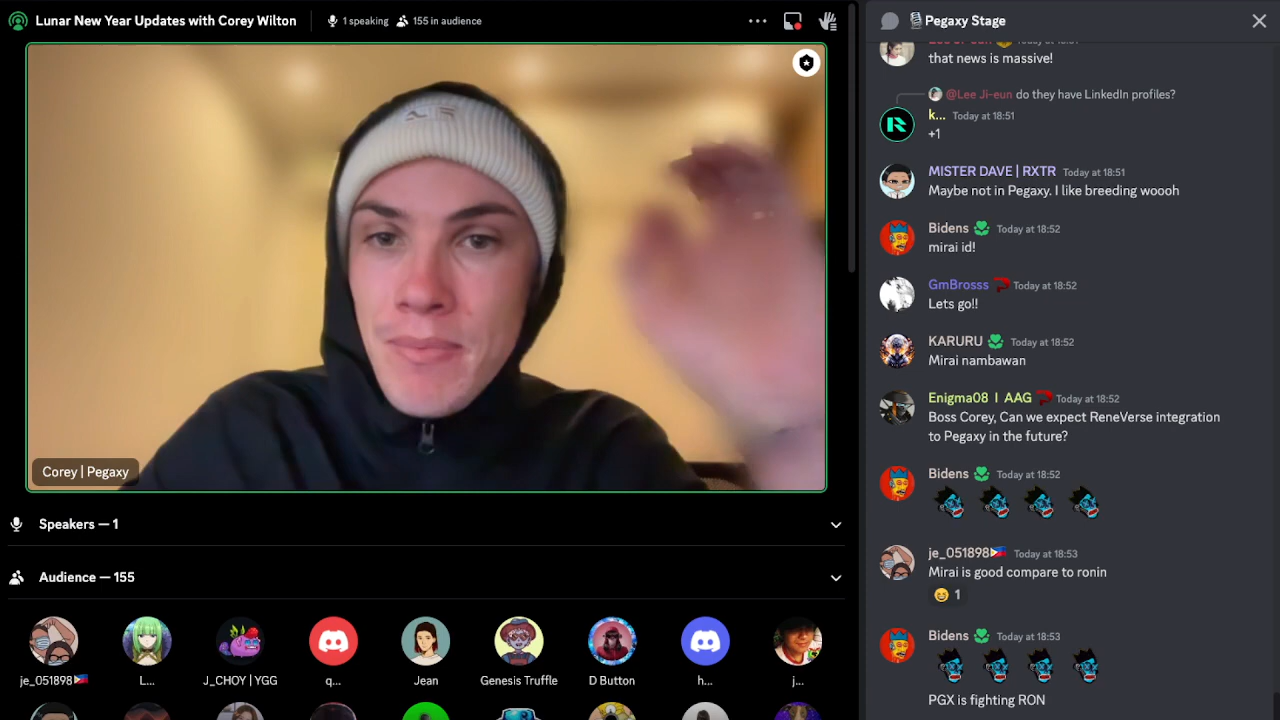 Lunar New Year Updates with Corey Wilton
1 speaking
155 in audience
Corey | Pegaxy
Speakers — 1
Audience — 155
je_051898🇵🇭
L...
J_CHOY | YGG
q...
Jean
Genesis Truffle
D Button
h...
j...
Pegaxy Stage
that news is massive!
@Lee Ji-eun do they have LinkedIn profiles?
k... Today at 18:51
+1
MISTER DAVE | RXTR Today at 18:51
Maybe not in Pegaxy. I like breeding woooh
Bidens Today at 18:52
mirai id!
GmBrosss Today at 18:52
Lets go!!
KARURU Today at 18:52
Mirai nambawan
Enigma08 | AAG Today at 18:52
Boss Corey, Can we expect ReneVerse integration
to Pegaxy in the future?
Bidens Today at 18:52
je_051898🇵🇭 Today at 18:53
Mirai is good compare to ronin
1
Bidens Today at 18:53
PGX is fighting RON